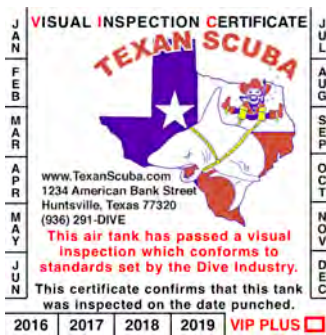 VISUAL INSPECTION CERTIFICATE
TEXAN SCUBA
JAN
FEB
MAR
APR
MAY
JUN
JUL
AUG
SEP
OCT
NOV
DEC
www.TexanScuba.com
1234 American Bank Street
Huntsville, Texas 77320
(936) 291-DIVE
This air tank has passed a visual
inspection which conforms to
standards set by the Dive Industry.
This certificate confirms that this tank
was inspected on the date punched.
2016 2017 2018 2019 VIP PLUS